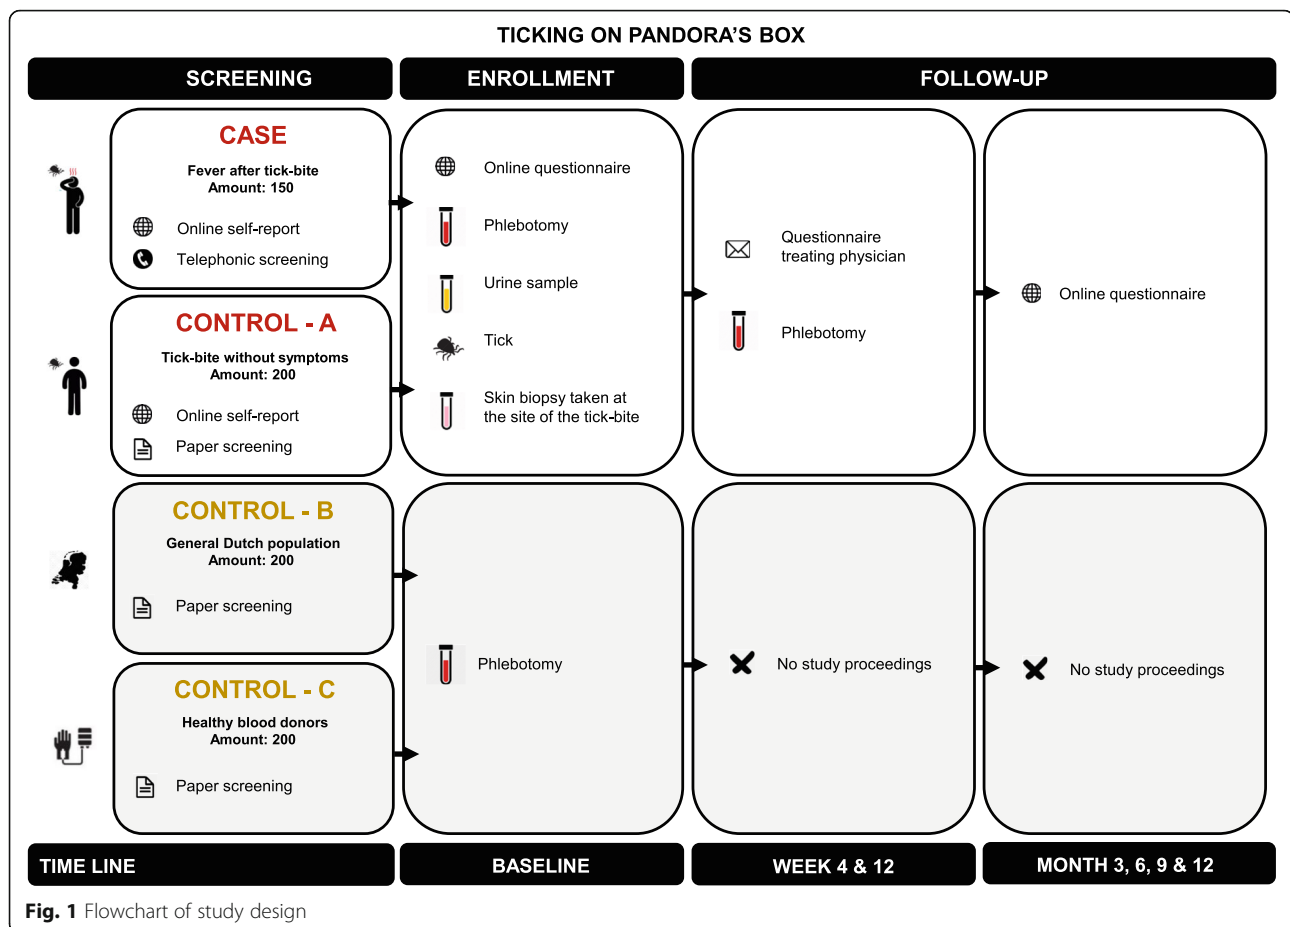 TICKING ON PANDORA'S BOX
SCREENING
ENROLLMENT
FOLLOW-UP
CASE
Fever after tick-bite
Amount: 150
Online self-report
Telephonic screening
CONTROL - A
Tick-bite without symptoms
Amount: 200
Online self-report
Paper screening
Online questionnaire
Phlebotomy
Urine sample
Tick
Skin biopsy taken at
the site of the tick-bite
Questionnaire
treating physician
Phlebotomy
Online questionnaire
CONTROL - B
General Dutch population
Amount: 200
Paper screening
CONTROL - C
Healthy blood donors
Amount: 200
Paper screening
Phlebotomy
No study proceedings
No study proceedings
TIME LINE
BASELINE
WEEK 4 & 12
MONTH 3, 6, 9 & 12
Fig. 1 Flowchart of study design